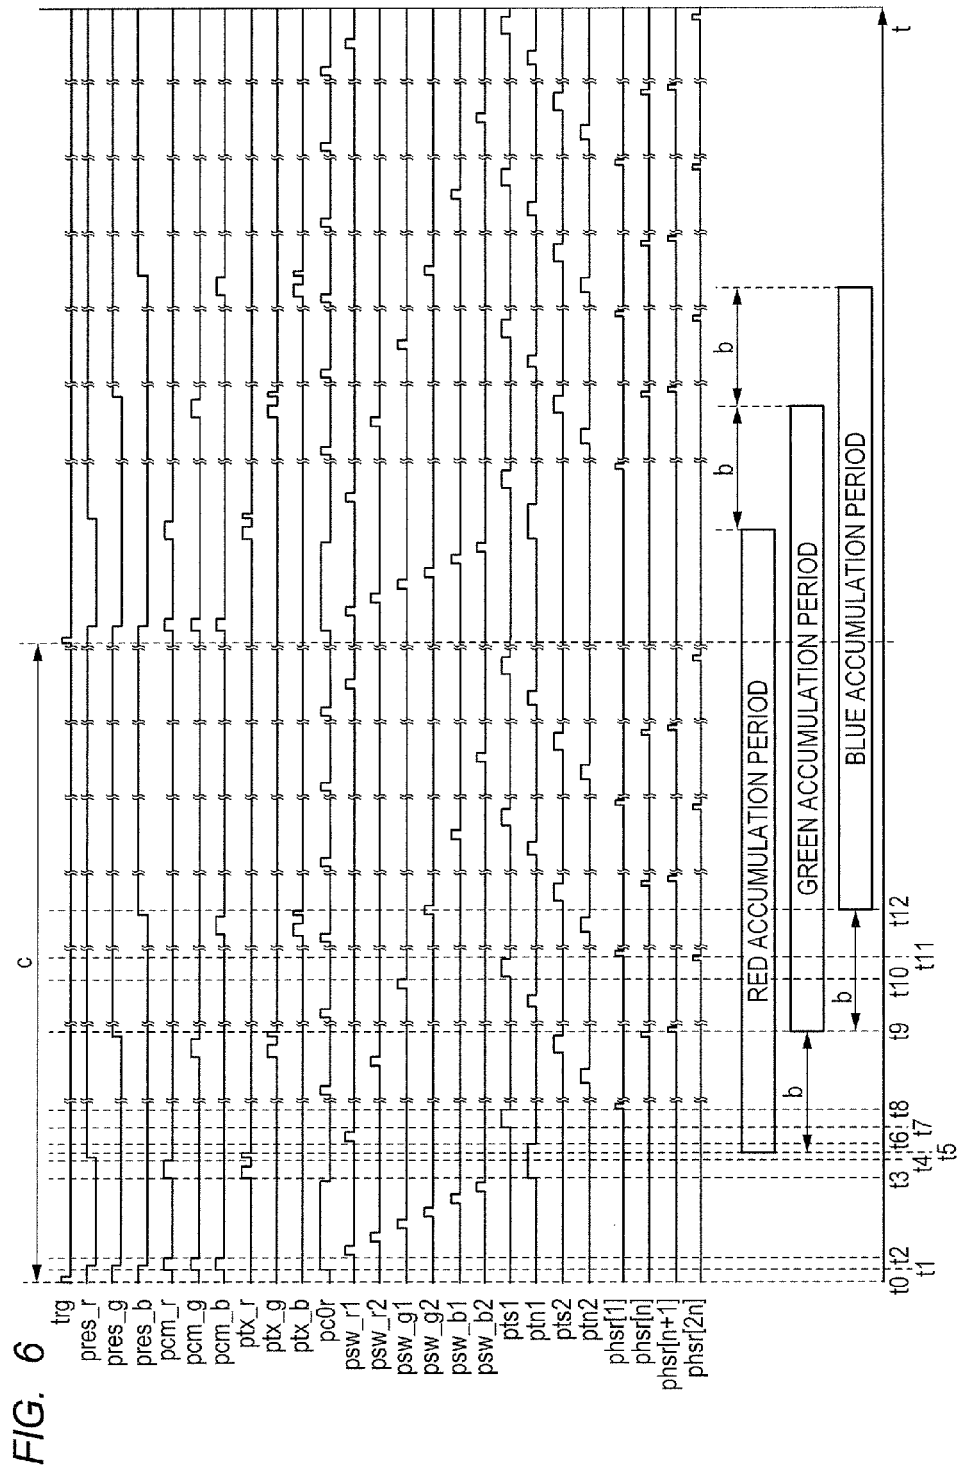 FIG. 6
c
trg
pres_r
pres_g
pres_b
pcm_r
pcm_g
pcm_b
ptx_r
ptx_g
ptx_b
pc0r
psw_r1
psw_r2
psw_g1
psw_g2
psw_b1
psw_b2
pts1
ptn1
pts2
ptn2
phsr[1]
phsr[n]
phsr[n+1]
phsr[2n]
b
b
RED ACCUMULATION PERIOD
b
GREEN ACCUMULATION PERIOD
b
BLUE ACCUMULATION PERIOD
t0
t1
t2
t3
t4
t5
t6
t7
t8
t9
t10
t11
t12
t